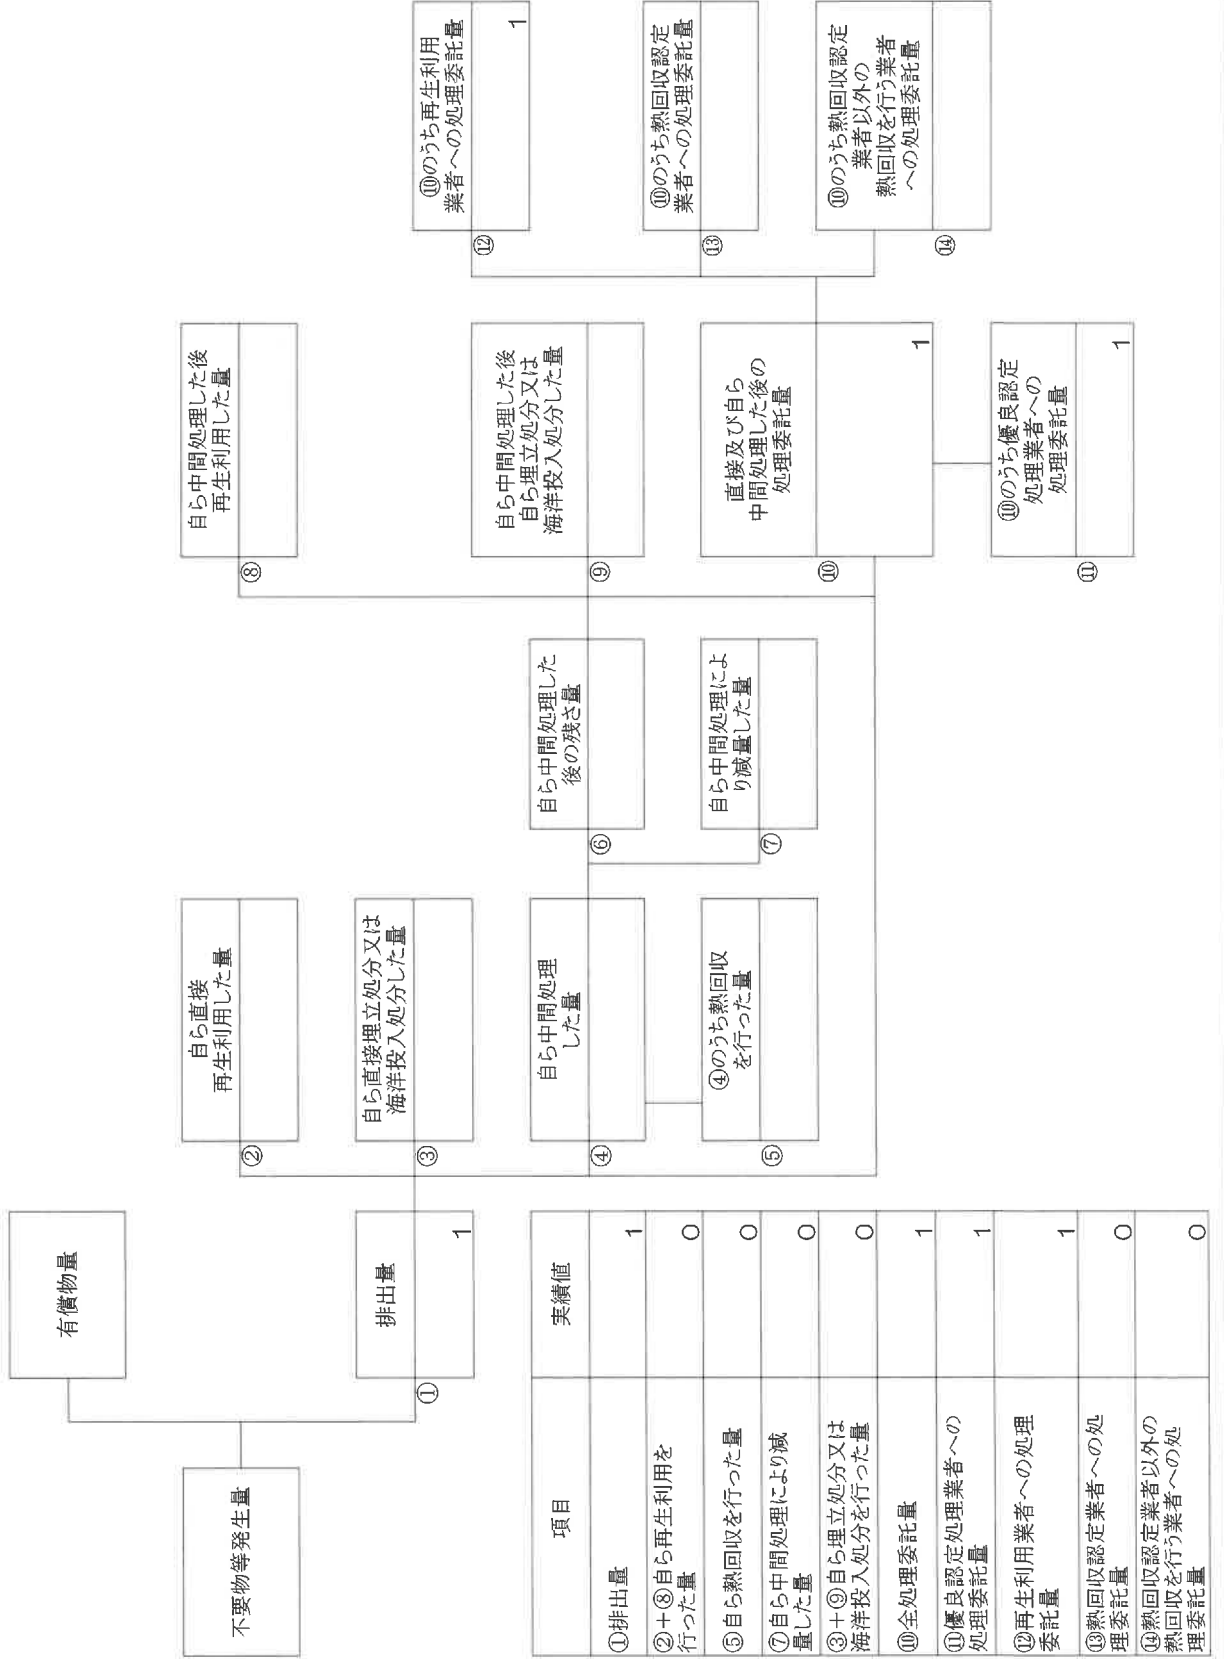 不要物等発生量
有償物量
①
排出量
1
②
自ら直接
再生利用した量
③
自ら直接埋立処分又は
海洋投入処分した量
④
自ら中間処理
した量
⑤
④のうち熱回収
を行った量
⑥
自ら中間処理した
後の残さ量
⑦
自ら中間処理によ
り減量した量
⑧
自ら中間処理した後
再生利用した量
⑨
自ら中間処理した後
自ら埋立処分又は
海洋投入処分した量
⑩
直接及び自ら
中間処理した後の
処理委託量
1
⑪
⑩のうち優良認定
処理業者への
処理委託量
1
⑫
⑩のうち再生利用
業者への処理委託量
1
⑬
⑩のうち熱回収認定
業者への処理委託量
⑭
⑩のうち熱回収認定
業者以外の
熱回収を行う業者
への処理委託量
項目 実績値
①排出量 1
②+⑧自ら再生利用を
行った量 0
⑤自ら熱回収を行った量 0
⑦自ら中間処理により減
量した量 0
③+⑨自ら埋立処分又は
海洋投入処分を行った量 0
⑩全処理委託量 1
⑪優良認定処理業者への
処理委託量 1
⑫再生利用業者への処理
委託量 1
⑬熱回収認定業者への処
理委託量 0
⑭熱回収認定業者以外の
熱回収を行う業者への処
理委託量 0